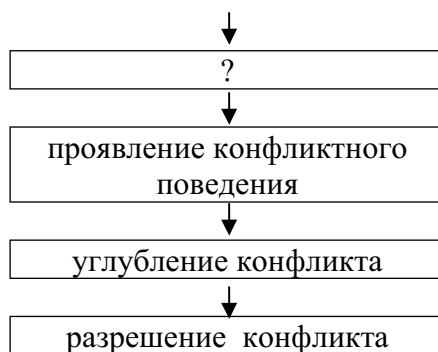 ?
проявление конфликтного
поведения
углубление конфликта
разрешение конфликта